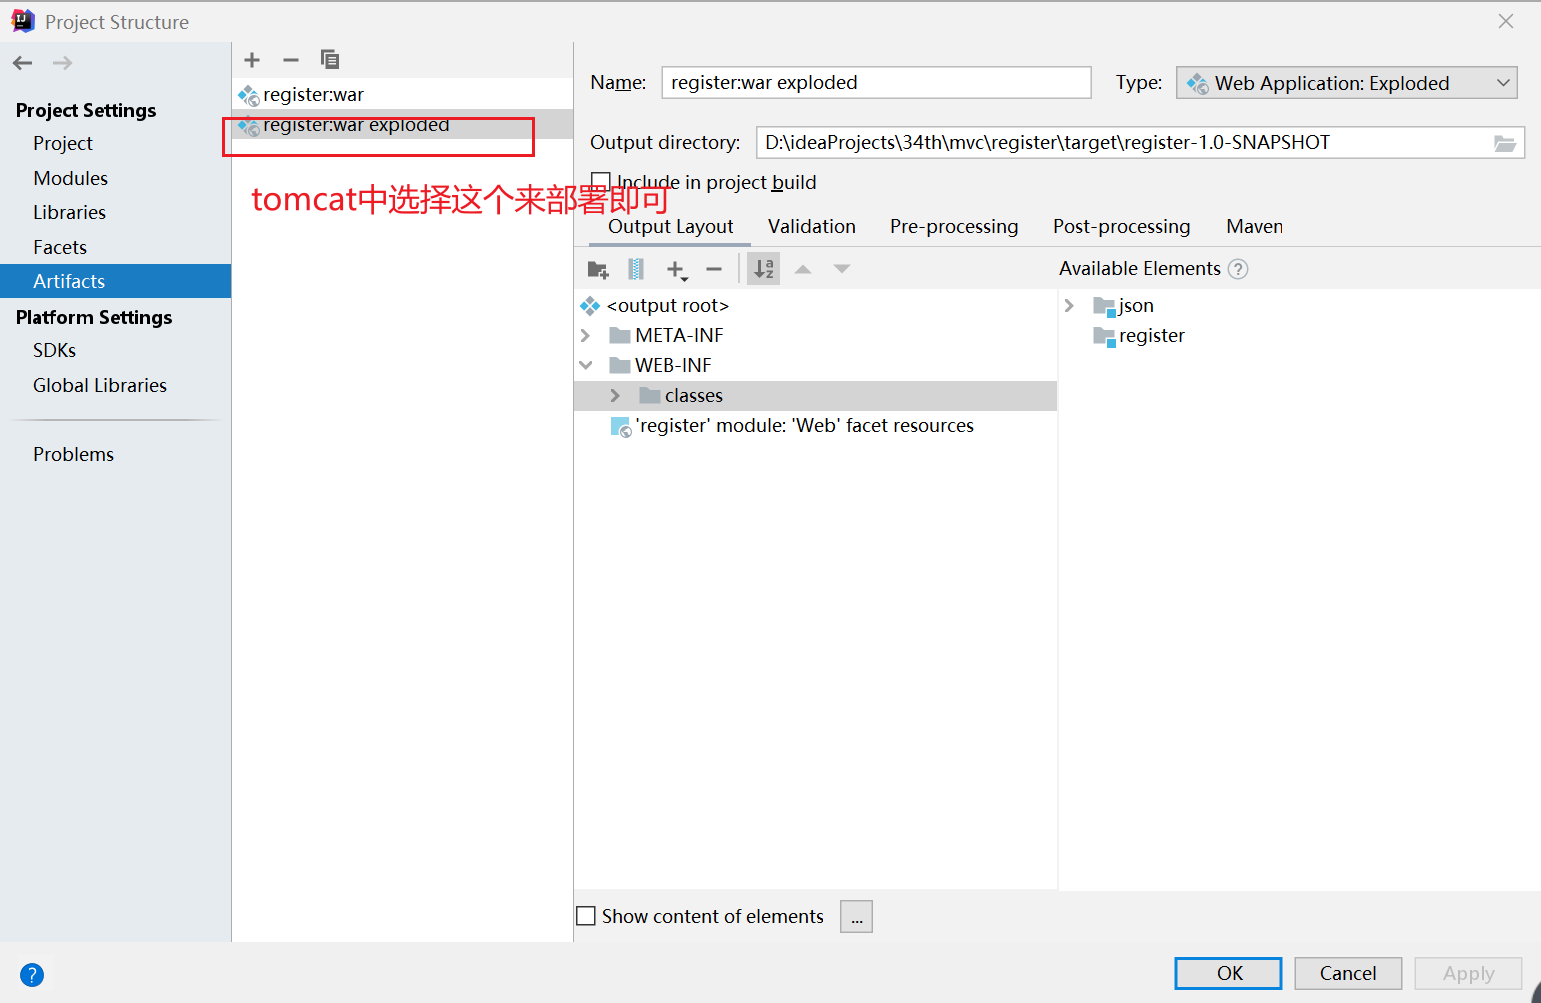 Project Structure
Project Settings
Project
Modules
Libraries
Facets
Artifacts
Platform Settings
SDKs
Global Libraries
Problems
register:war
register:war exploded
tomcat中选择这个来部署即可
Name: register:war exploded Type: Web Application: Exploded
Output directory: D:\ideaProjects\34th\mvc\register\target\register-1.0-SNAPSHOT
Include in project build
Output Layout Validation Pre-processing Post-processing Maven
Available Elements ?
<output root>
META-INF
WEB-INF
classes
'register' module: 'Web' facet resources
json
register
Show content of elements ...
? OK Cancel Apply